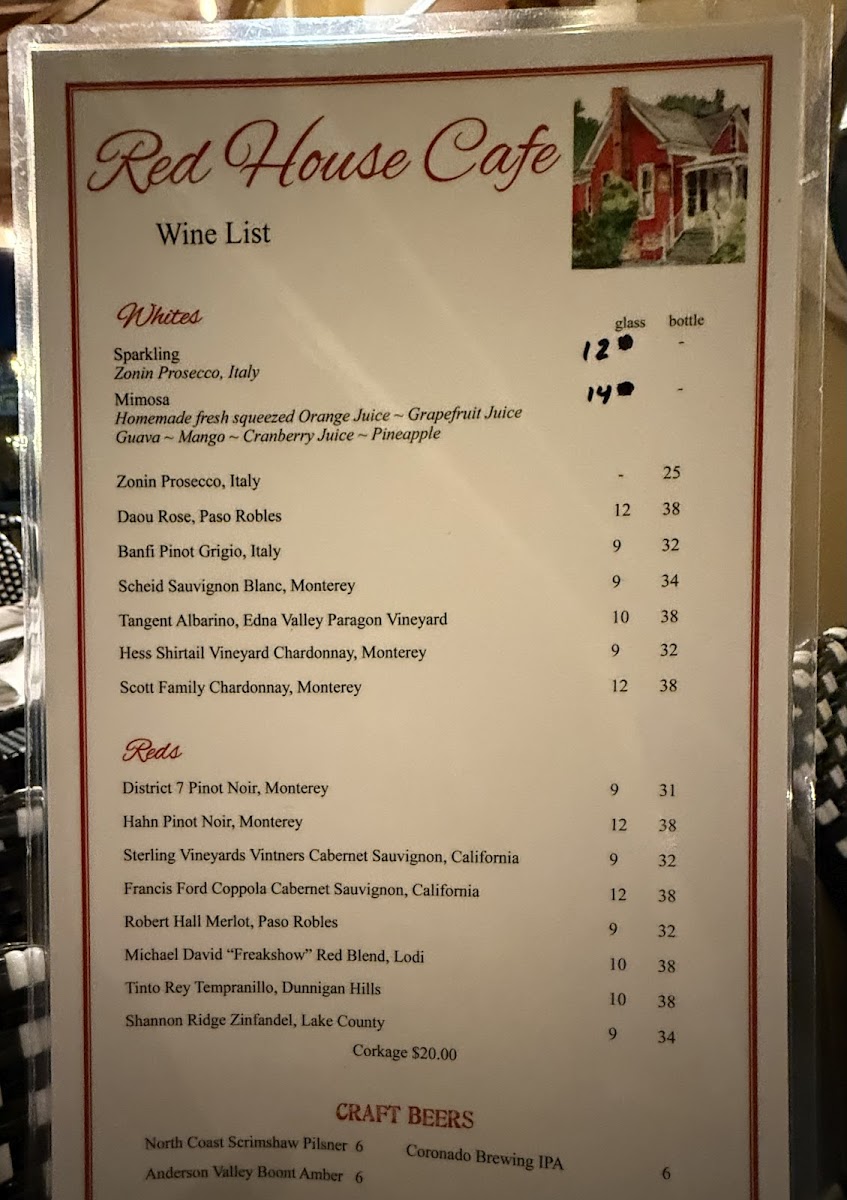 Red House Cafe
Wine List
Whites
glass bottle
Sparkling 12 -
Zonin Prosecco, Italy
Mimosa 14 -
Homemade fresh squeezed Orange Juice ~ Grapefruit Juice
Guava ~ Mango ~ Cranberry Juice ~ Pineapple
Zonin Prosecco, Italy - 25
Daou Rose, Paso Robles 12 38
Banfi Pinot Grigio, Italy 9 32
Scheid Sauvignon Blanc, Monterey 9 34
Tangent Albarino, Edna Valley Paragon Vineyard 10 38
Hess Shirtail Vineyard Chardonnay, Monterey 9 32
Scott Family Chardonnay, Monterey 12 38
Reds
District 7 Pinot Noir, Monterey 9 31
Hahn Pinot Noir, Monterey 12 38
Sterling Vineyards Vintners Cabernet Sauvignon, California 9 32
Francis Ford Coppola Cabernet Sauvignon, California 12 38
Robert Hall Merlot, Paso Robles 9 32
Michael David “Freakshow” Red Blend, Lodi 10 38
Tinto Rey Tempranillo, Dunnigan Hills 10 38
Shannon Ridge Zinfandel, Lake County 9 34
Corkage $20.00
CRAFT BEERS
North Coast Scrimshaw Pilsner 6 Coronado Brewing IPA 6
Anderson Valley Boont Amber 6